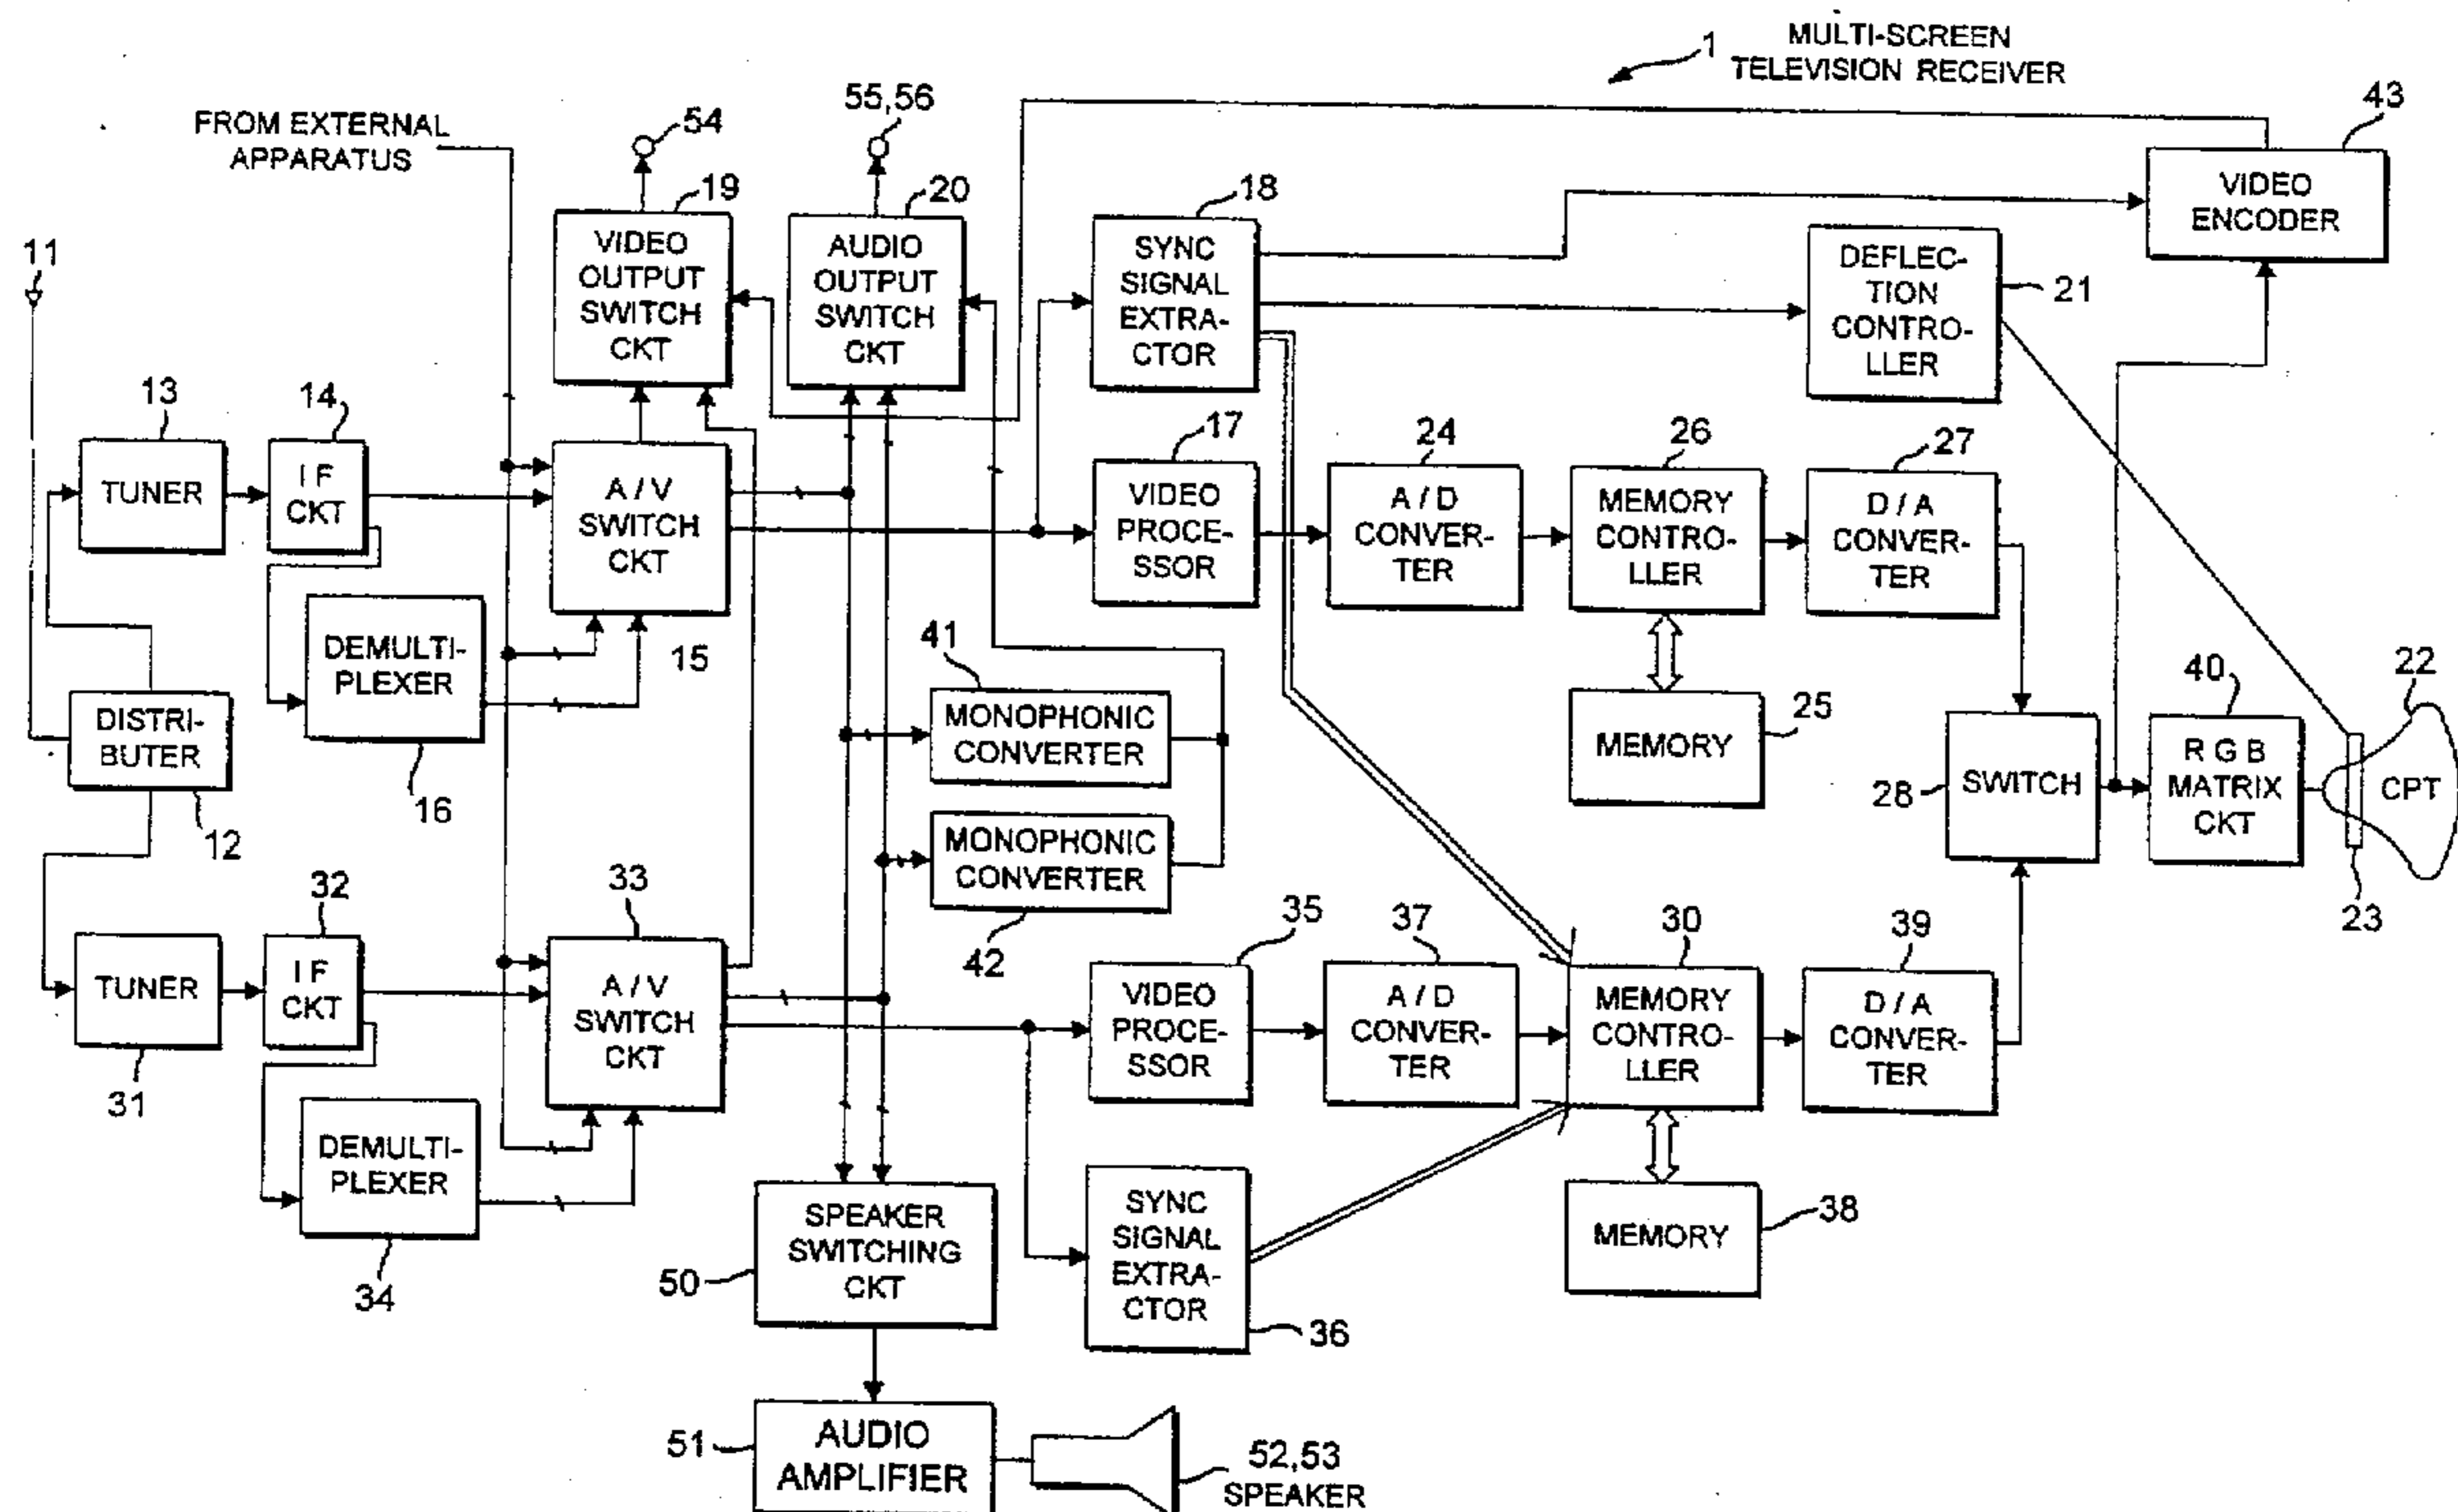 1
MULTI-SCREEN
TELEVISION RECEIVER
43
FROM EXTERNAL
APPARATUS
54
55,56
19
20
18
VIDEO
ENCODER
11
VIDEO
OUTPUT
SWITCH
CKT
AUDIO
OUTPUT
SWITCH
CKT
SYNC
SIGNAL
EXTRA-
CTOR
DEFLEC-
TION
CONTRO-
LLER
21
13
14
17
24
26
27
TUNER
I F
CKT
A / V
SWITCH
CKT
VIDEO
PROCE-
SSOR
A / D
CONVER-
TER
MEMORY
CONTRO-
LLER
D / A
CONVER-
TER
DEMULTI-
PLEXER
15
41
40
22
DISTRI-
BUTER
MONOPHONIC
CONVERTER
MEMORY
25
28
SWITCH
R G B
MATRIX
CKT
CPT
16
12
MONOPHONIC
CONVERTER
23
32
33
42
35
37
30
39
TUNER
I F
CKT
A / V
SWITCH
CKT
VIDEO
PROCE-
SSOR
A / D
CONVER-
TER
MEMORY
CONTRO-
LLER
D / A
CONVER-
TER
31
DEMULTI-
PLEXER
34
50
SPEAKER
SWITCHING
CKT
SYNC
SIGNAL
EXTRA-
CTOR
36
MEMORY
38
51
AUDIO
AMPLIFIER
52,53
SPEAKER